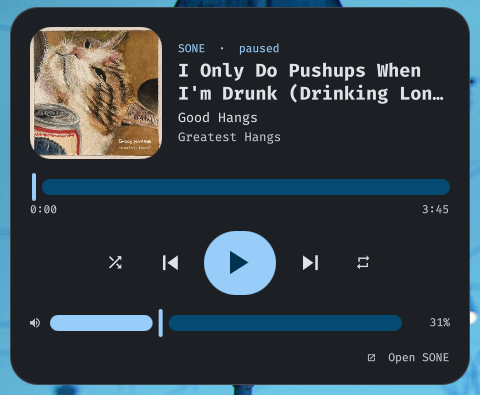 SONE · paused
I Only Do Pushups When
I'm Drunk (Drinking Lon…
Good Hangs
Greatest Hangs
0:00
3:45
31%
Open SONE